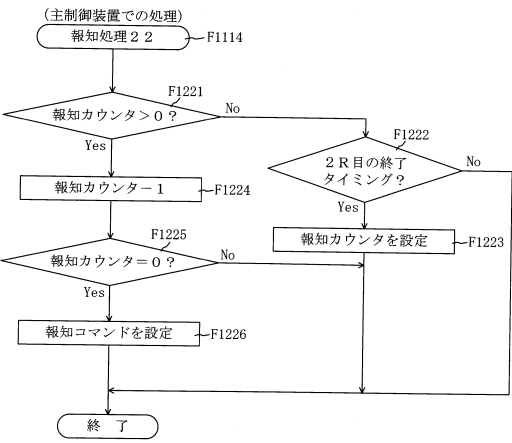 (主制御装置での処理)
報知処理22
F1114
F1221
報知カウンタ>0?
No
Yes
F1222
2R目の終了
タイミング?
No
Yes
報知カウンタ-1
F1224
F1225
報知カウンタ=0?
No
Yes
報知カウンタを設定
F1223
報知コマンドを設定
F1226
終 了